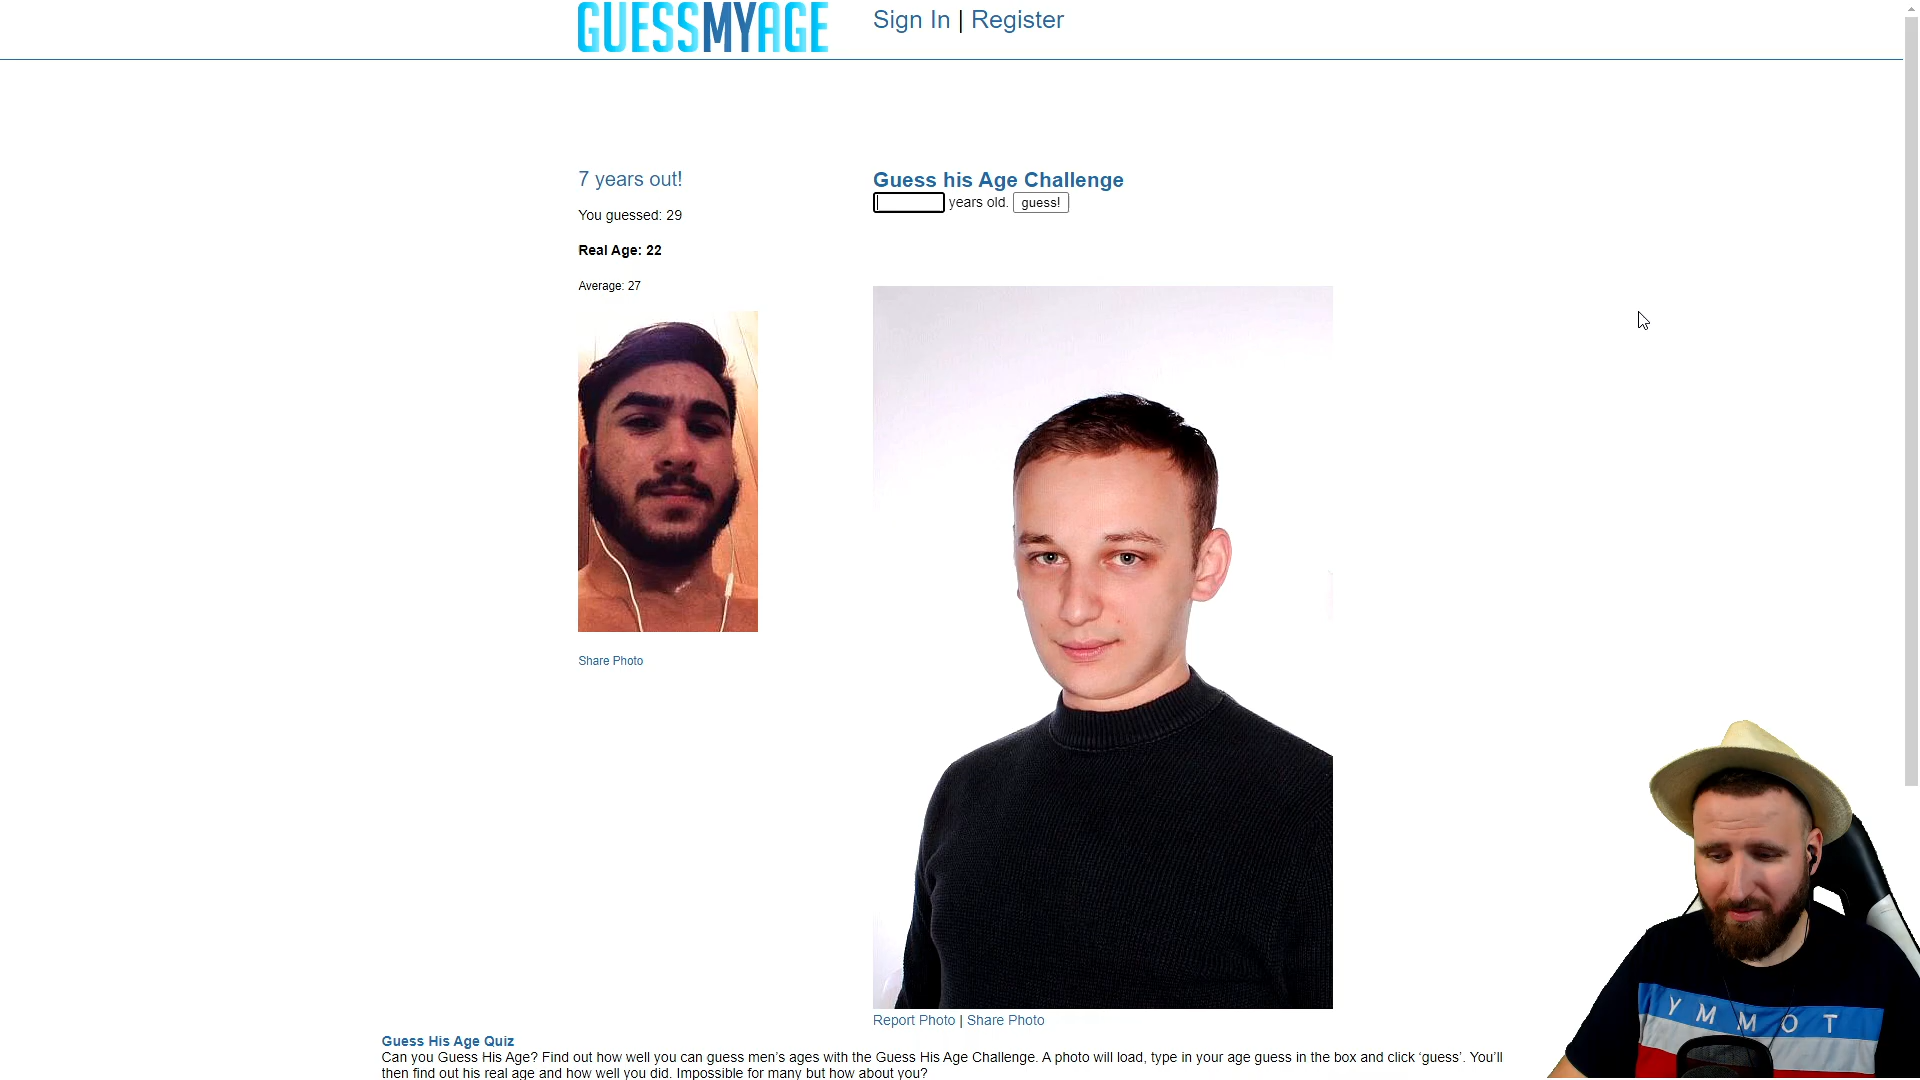 GUESSMYAGE
Sign In | Register
7 years out!
You guessed: 29
Real Age: 22
Average: 27
Share Photo
Guess his Age Challenge
years old. guess!
Report Photo | Share Photo
Guess His Age Quiz
Can you Guess His Age? Find out how well you can guess men's ages with the Guess His Age Challenge. A photo will load, type in your age guess in the box and click ‘guess’. You'll
then find out his real age and how well you did. Impossible for many but how about you?
YMMOT